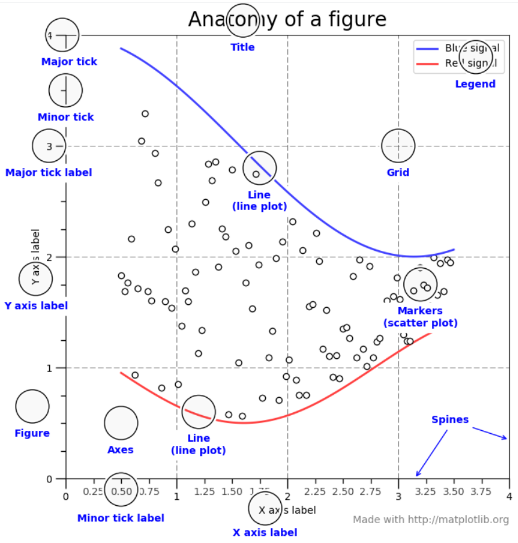 Anatomy of a figure
Title
4
Blue signal
Red signal
Legend
Major tick
Minor tick
3
Major tick label
Grid
Line
(line plot)
2
Y axis label
Y axis label
Markers
(scatter plot)
1
Figure
Axes
Line
(line plot)
Spines
0
0 0.25 0.50 0.75 1 1.25 1.50 1.75 2 2.25 2.50 2.75 3 3.25 3.50 3.75 4
Minor tick label
X axis label
X axis label
Made with http://matplotlib.org